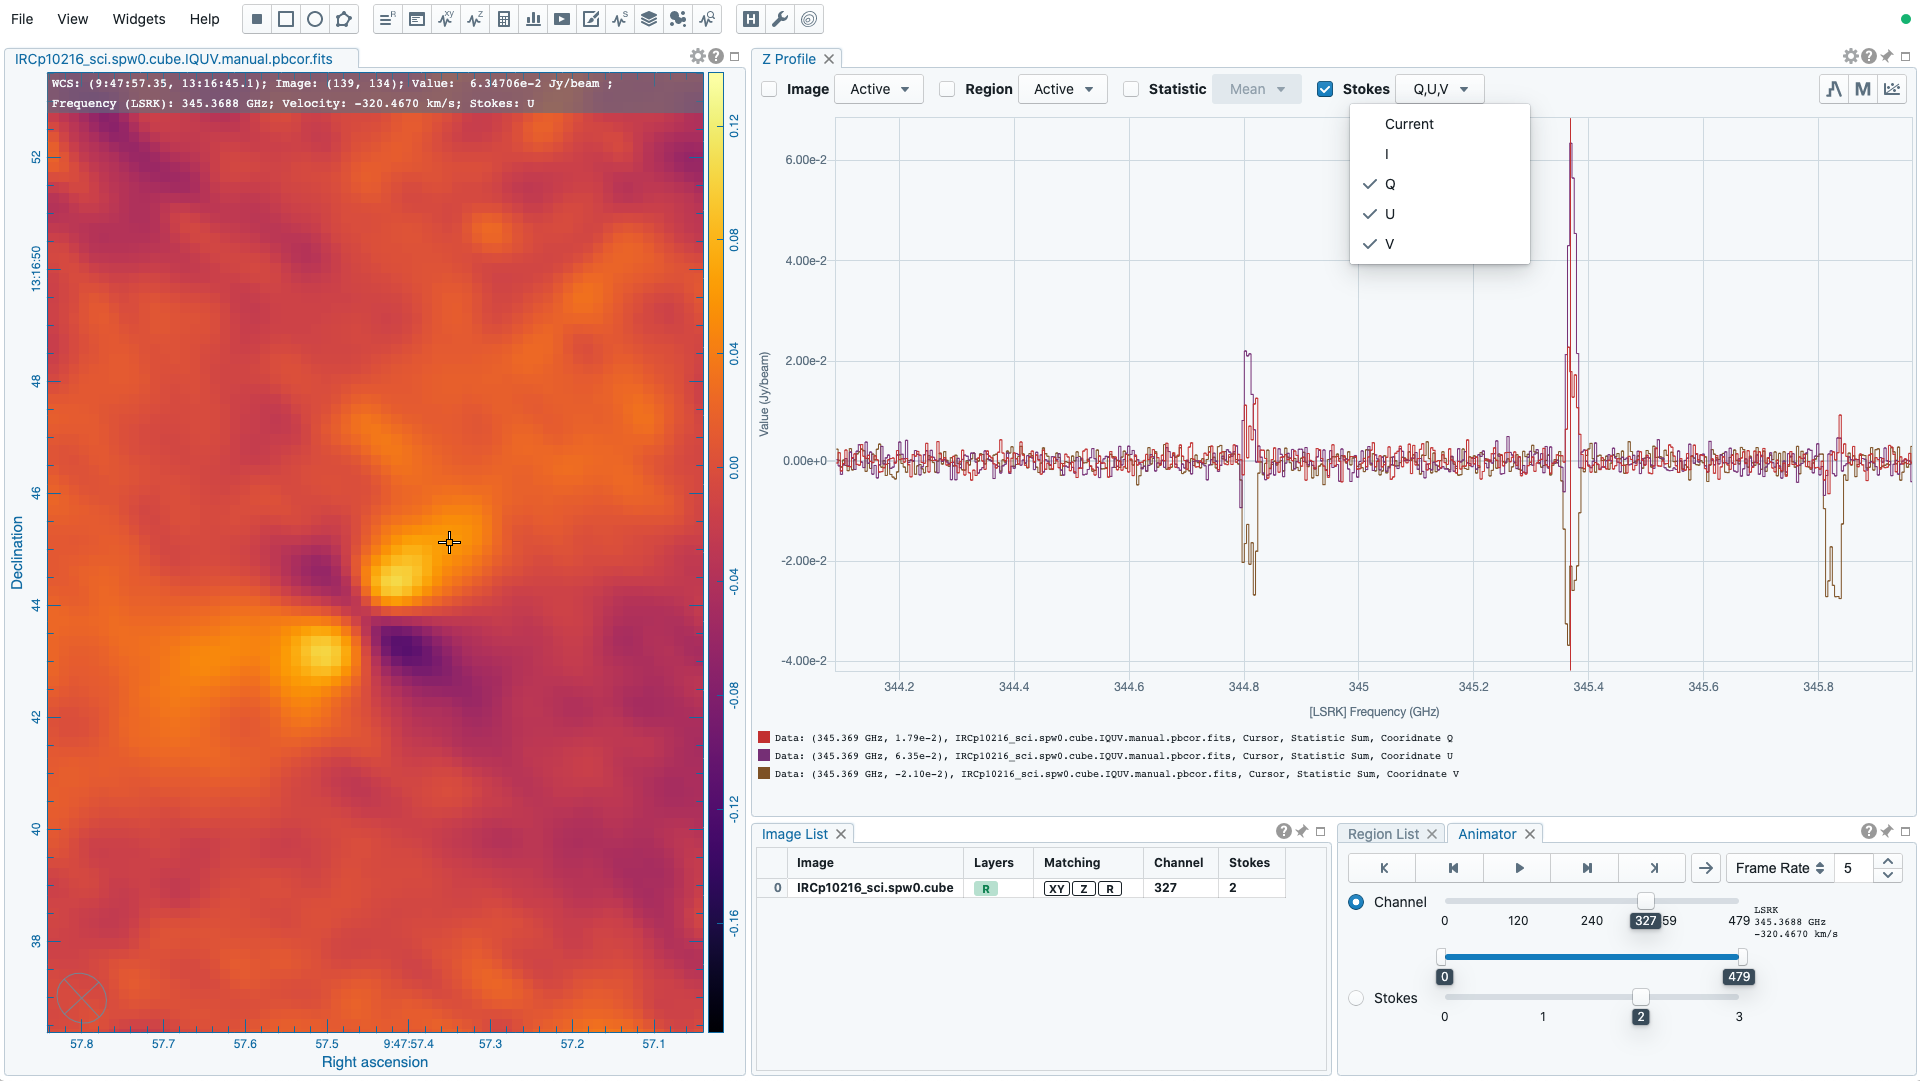 File View Widgets Help
IRCp10216_sci.spw0.cube.IQUV.manual.pbcor.fits
WCS: (9:47:57.35, 13:16:45.1); Image: (139, 134); Value:  6.34706e-2 Jy/beam ;
Frequency (LSRK): 345.3688 GHz; Velocity: -320.4670 km/s; Stokes: U
52
13:16:50
48
46
44
42
40
38
Declination
57.8 57.7 57.6 57.5 9:47:57.4 57.3 57.2 57.1
Right ascension
0.12
0.08
0.04
0.00
-0.04
-0.08
-0.12
-0.16
Z Profile
Image Active Region Active Statistic Mean Stokes Q,U,V
M
Current
I
Q
U
V
6.00e-2
4.00e-2
2.00e-2
0.00e+0
-2.00e-2
-4.00e-2
Value (Jy/beam)
344.2 344.4 344.6 344.8 345 345.2 345.4 345.6 345.8
[LSRK] Frequency (GHz)
Data: (345.369 GHz, 1.79e-2), IRCp10216_sci.spw0.cube.IQUV.manual.pbcor.fits, Cursor, Statistic Sum, Cooridnate Q
Data: (345.369 GHz, 6.35e-2), IRCp10216_sci.spw0.cube.IQUV.manual.pbcor.fits, Cursor, Statistic Sum, Cooridnate U
Data: (345.369 GHz, -2.10e-2), IRCp10216_sci.spw0.cube.IQUV.manual.pbcor.fits, Cursor, Statistic Sum, Cooridnate V
Image List
Image Layers Matching Channel Stokes
0 IRCp10216_sci.spw0.cube R XY Z R 327 2
Region List Animator
Frame Rate 5
Channel
0 120 240 327 59 479
LSRK
345.3688 GHz
-320.4670 km/s
0 479
Stokes
0 1 2 3